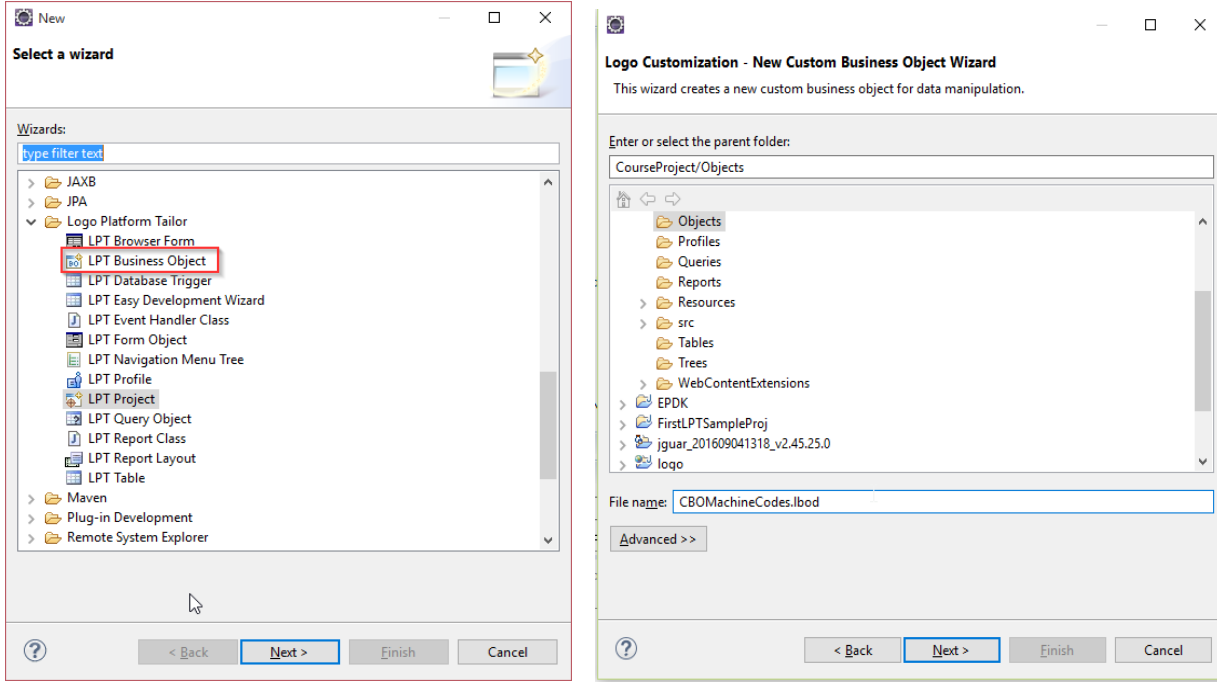 New
Select a wizard
Wizards:
type filter text
JAXB
JPA
Logo Platform Tailor
LPT Browser Form
LPT Business Object
LPT Database Trigger
LPT Easy Development Wizard
LPT Event Handler Class
LPT Form Object
LPT Navigation Menu Tree
LPT Profile
LPT Project
LPT Query Object
LPT Report Class
LPT Report Layout
LPT Table
Maven
Plug-in Development
Remote System Explorer
< Back
Next >
Finish
Cancel
Logo Customization - New Custom Business Object Wizard
This wizard creates a new custom business object for data manipulation.
Enter or select the parent folder:
CourseProject/Objects
Objects
Profiles
Queries
Reports
Resources
src
Tables
Trees
WebContentExtensions
EPDK
FirstLPTSampleProj
jguar_201609041318_v2.45.25.0
logo
File name: CBOMachineCodes.lbod
Advanced >>
< Back
Next >
Finish
Cancel